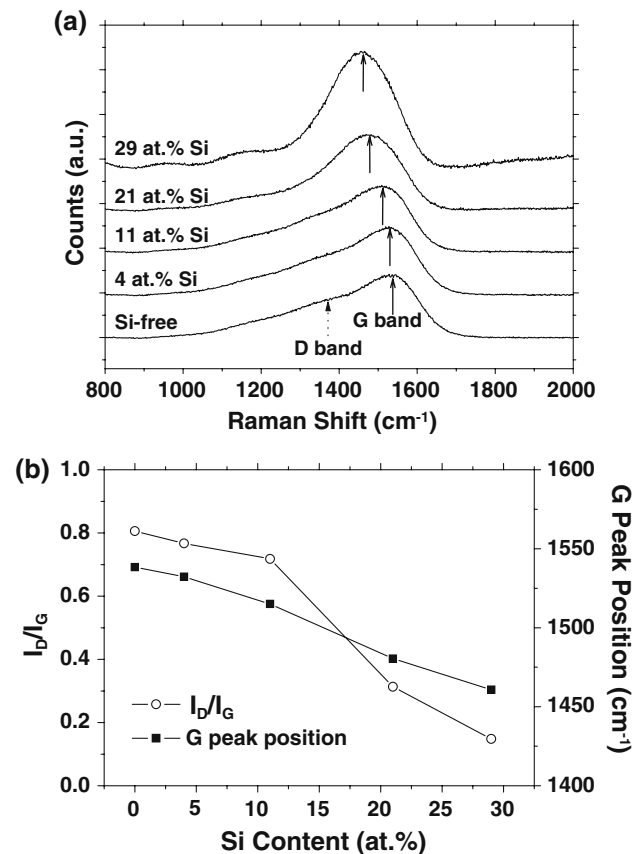 (a)
Counts (a.u.)
29 at.% Si
21 at.% Si
11 at.% Si
4 at.% Si
Si-free
G band
D band
800 1000 1200 1400 1600 1800 2000
Raman Shift (cm-1)
(b)
1.0
0.8
0.6
0.4
0.2
0.0
ID/IG
1600
1550
1500
1450
1400
G Peak Position (cm-1)
ID/IG
G peak position
0 5 10 15 20 25 30
Si Content (at.%)